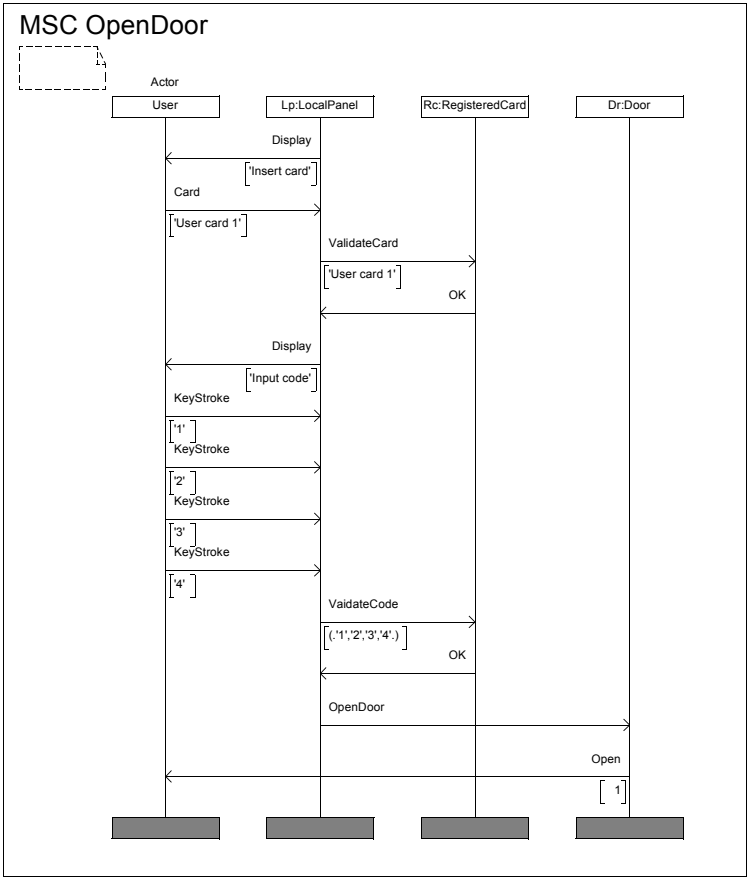 MSC OpenDoor
Actor
User
Lp:LocalPanel
Rc:RegisteredCard
Dr:Door
Display
'Insert card'
Card
'User card 1'
ValidateCard
'User card 1'
OK
Display
'Input code'
KeyStroke
'1'
KeyStroke
'2'
KeyStroke
'3'
KeyStroke
'4'
VaidateCode
(.'1','2','3','4'.)
OK
OpenDoor
Open
1